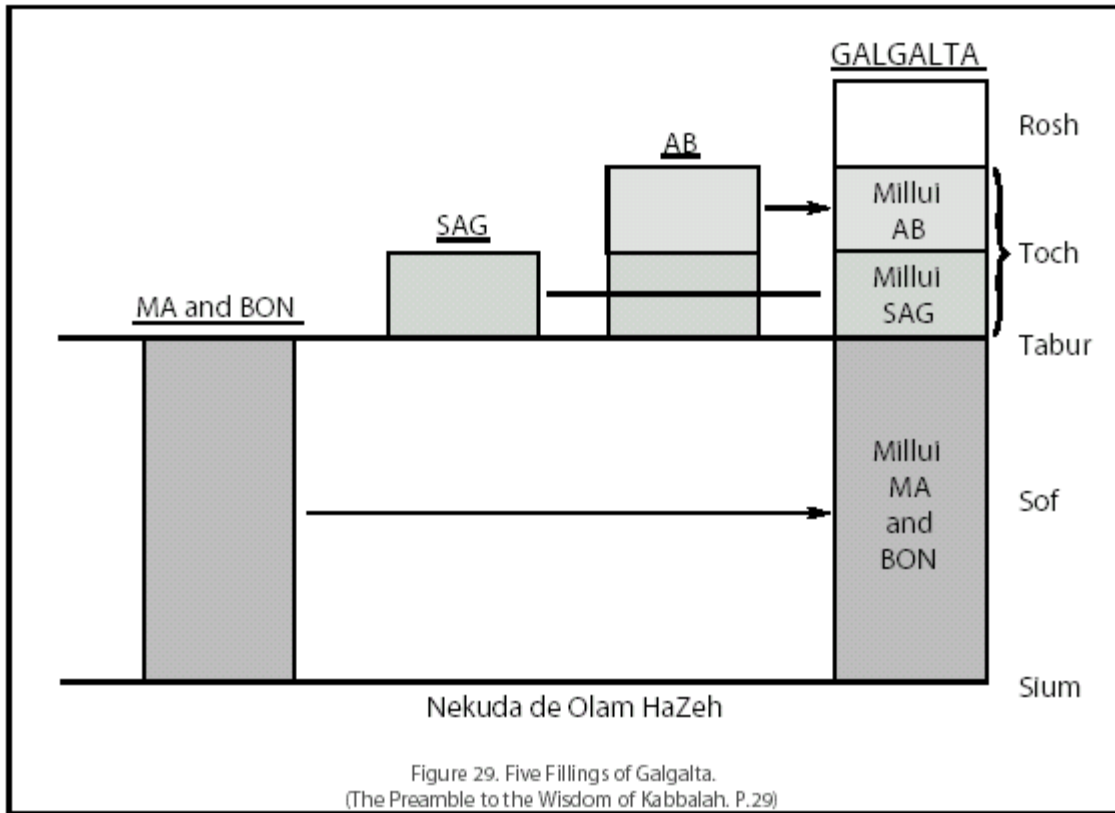 GALGALTA
Rosh
AB
Millui
AB
SAG
Toch
Millui
SAG
MA and BON
Tabur
Millui
MA
and
BON
Sof
Sium
Nekuda de Olam HaZeh
Figure 29. Five Fillings of Galgalta.
(The Preamble to the Wisdom of Kabbalah. P.29)